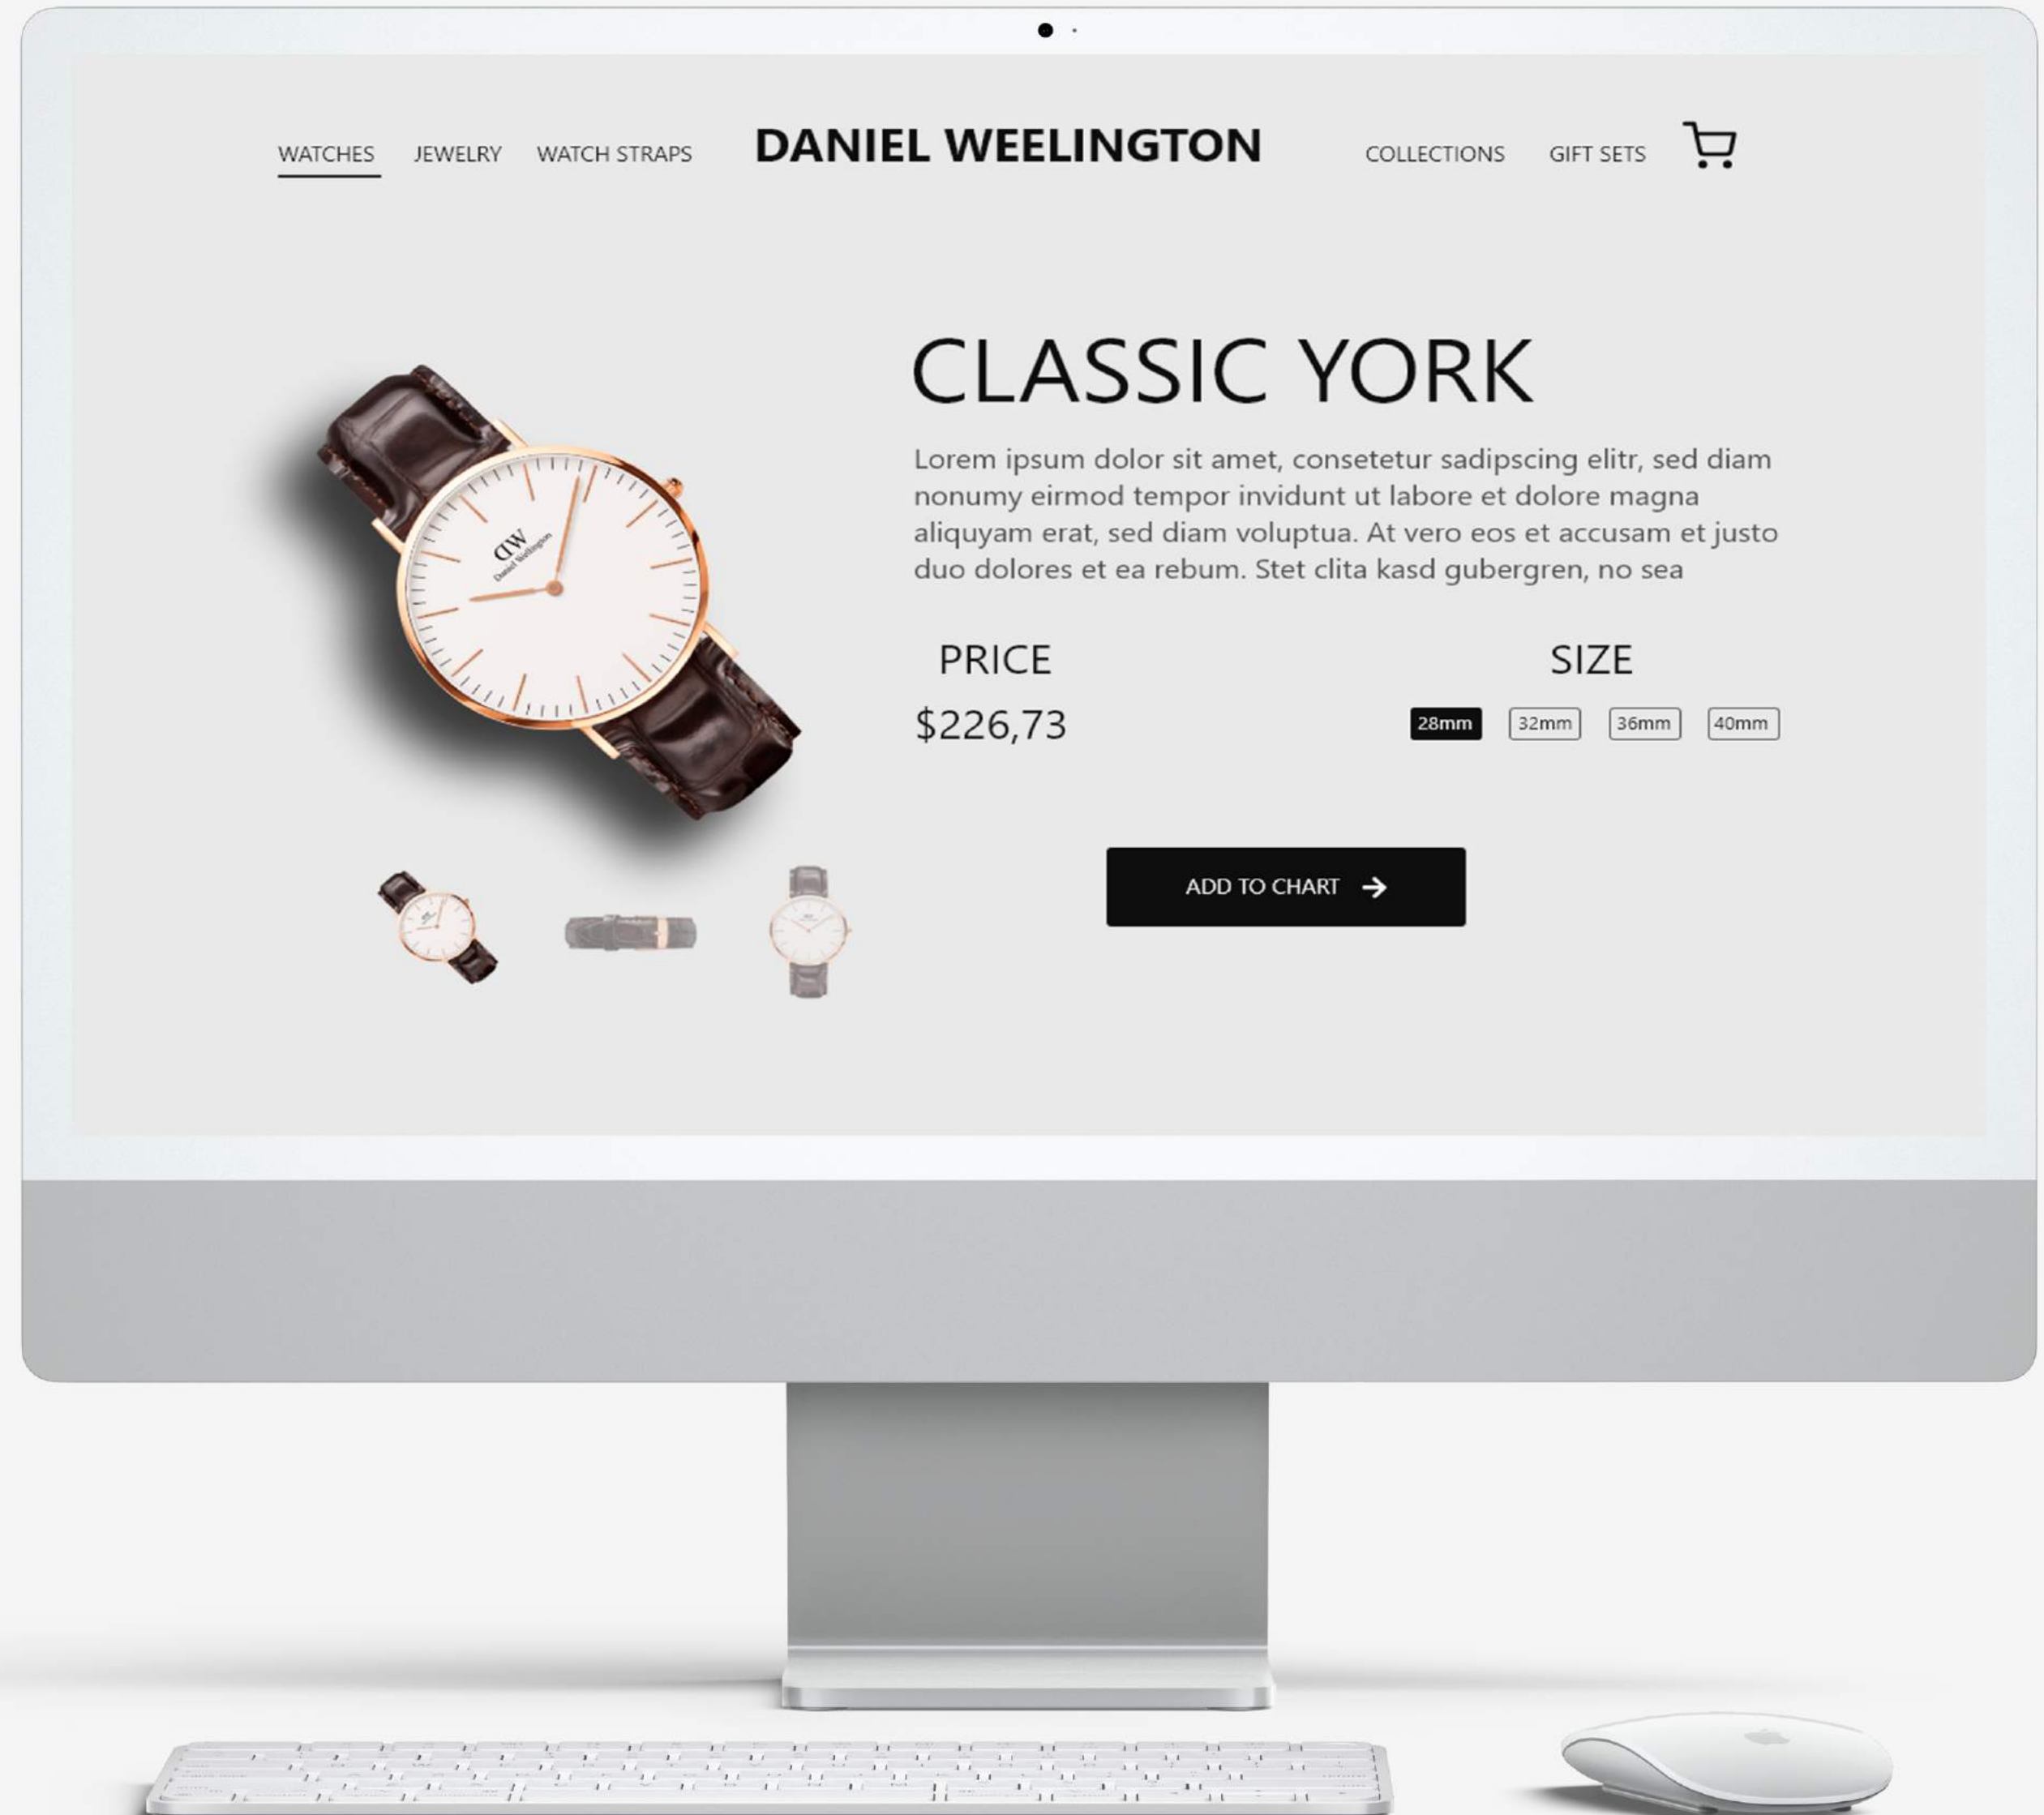 WATCHES JEWELRY WATCH STRAPS DANIEL WEELINGTON COLLECTIONS GIFT SETS
DW
Daniel Wellington
CLASSIC YORK
Lorem ipsum dolor sit amet, consetetur sadipscing elitr, sed diam
nonumy eirmod tempor invidunt ut labore et dolore magna
aliquyam erat, sed diam voluptua. At vero eos et accusam et justo
duo dolores et ea rebum. Stet clita kasd gubergren, no sea
PRICE
$226,73
SIZE
28mm 32mm 36mm 40mm
ADD TO CHART